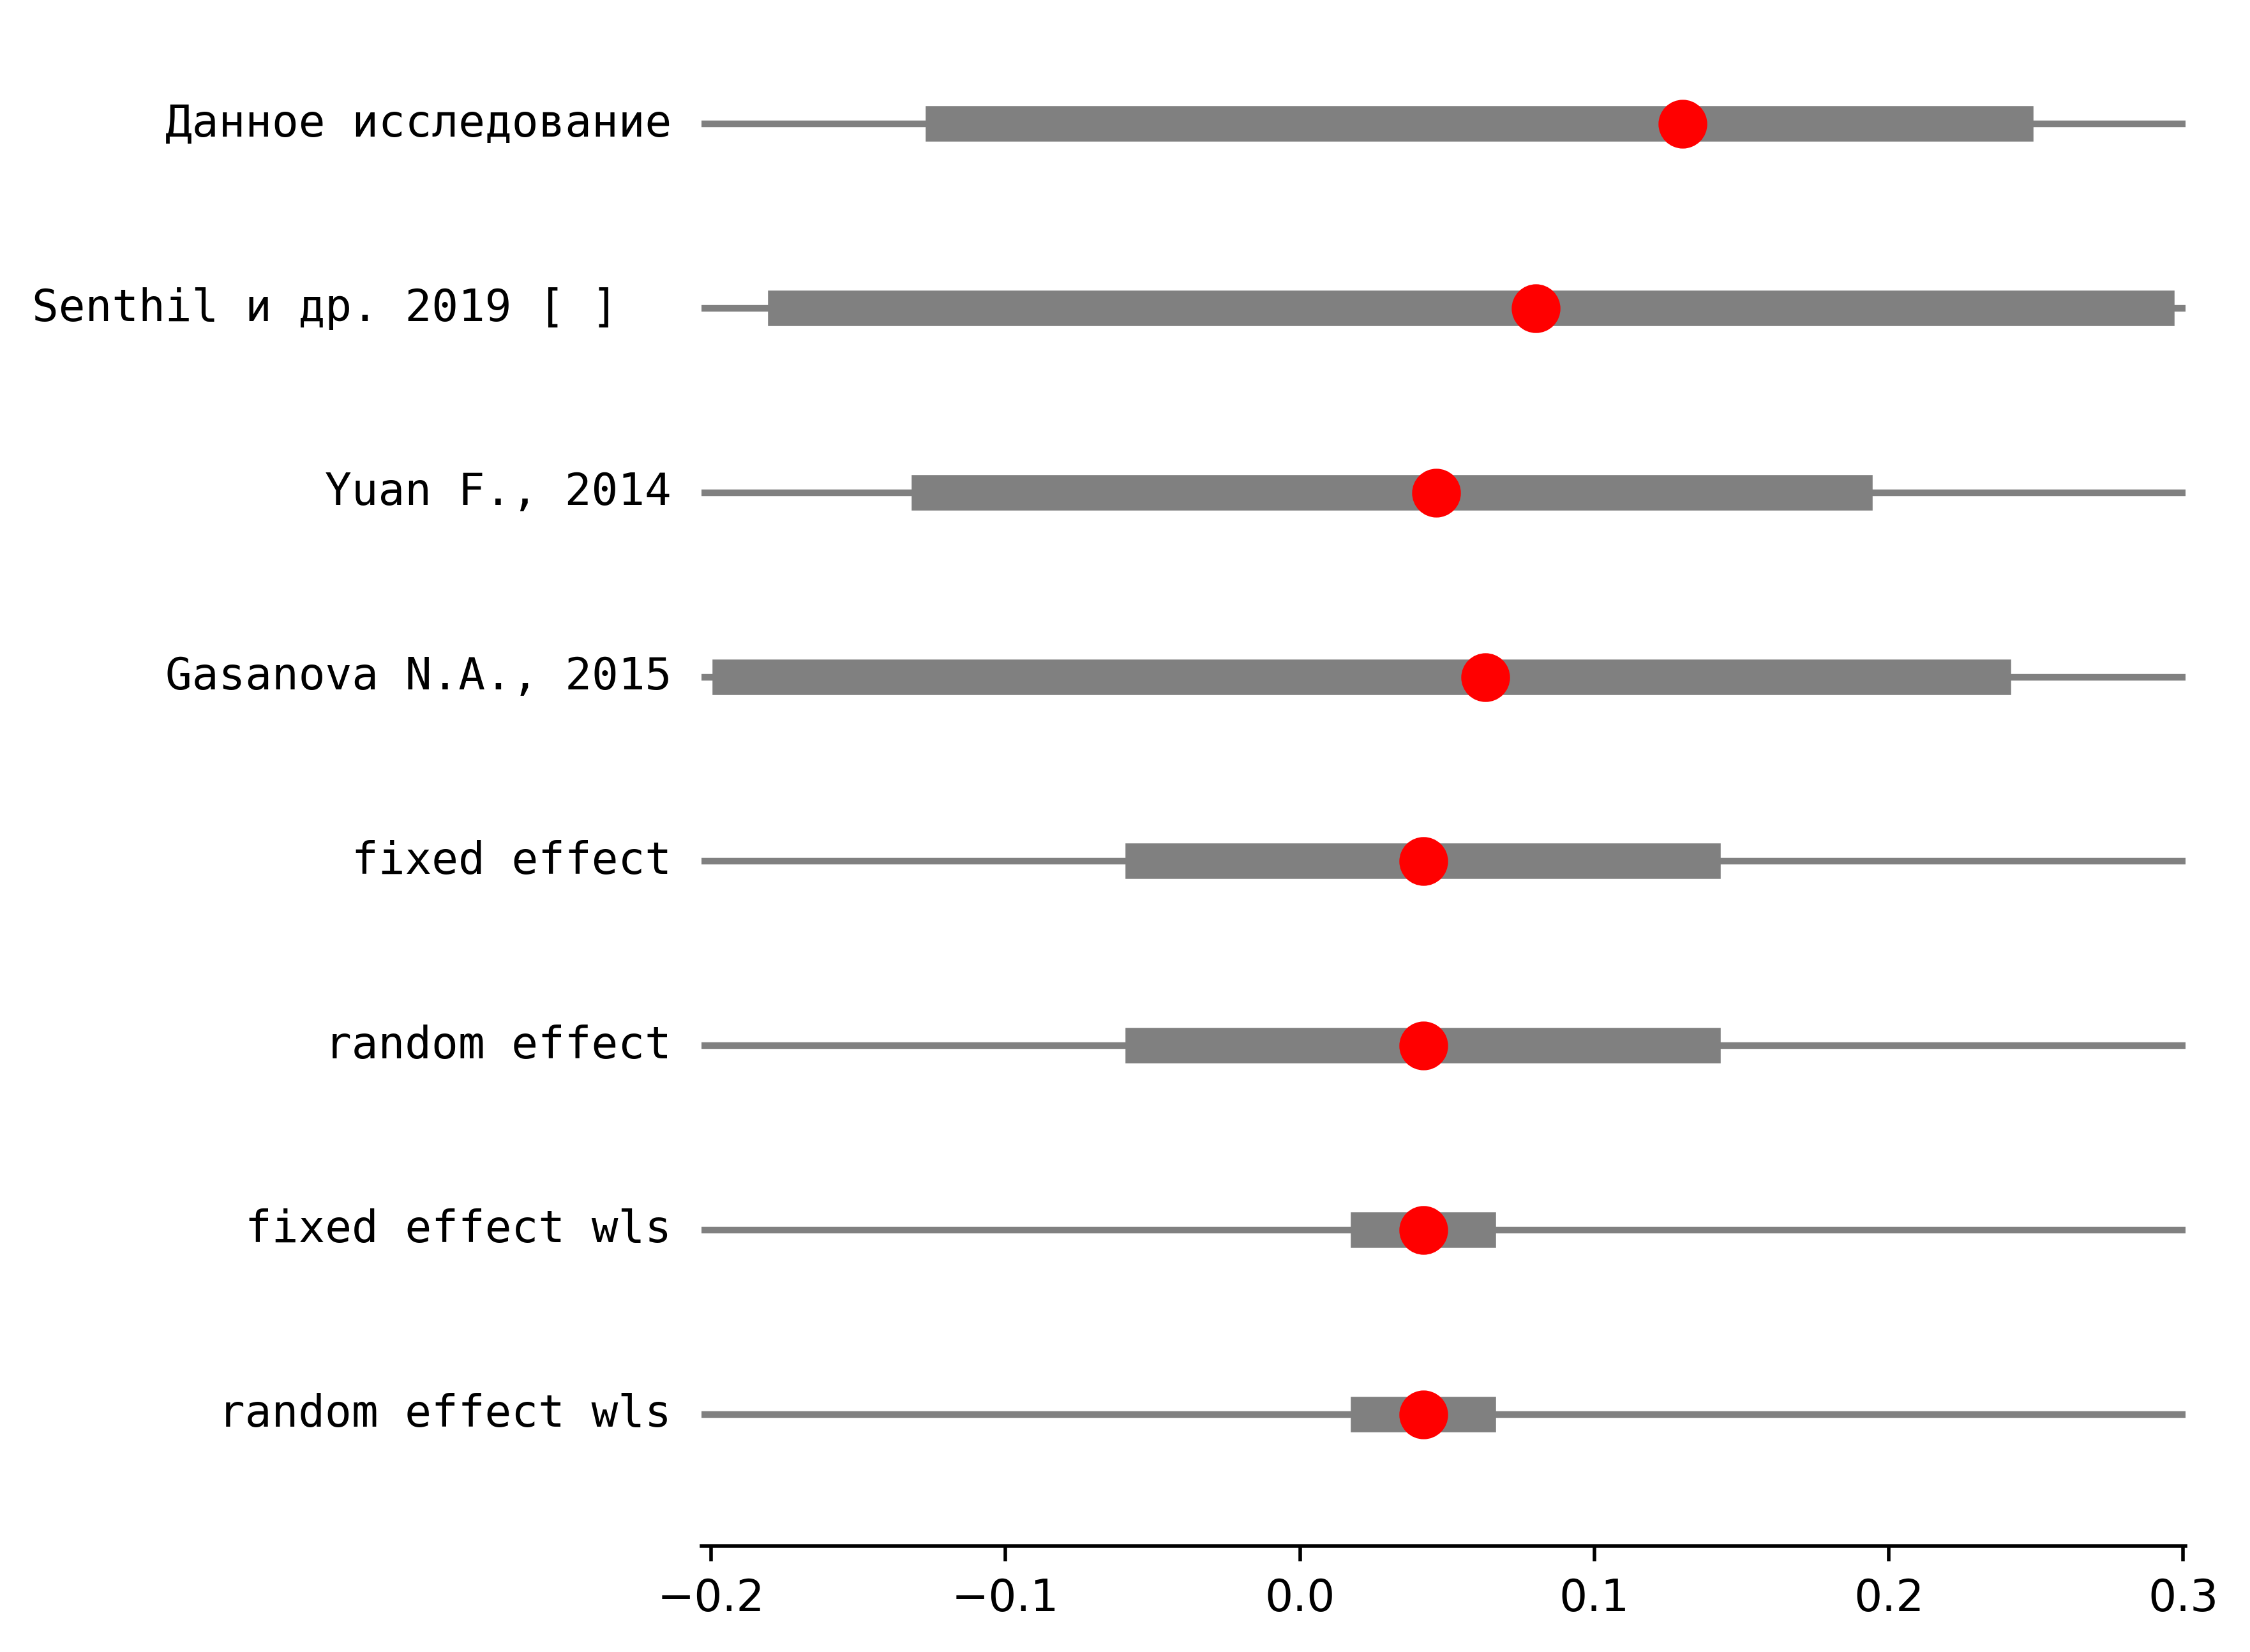 Данное исследование
Senthil и др. 2019 [ ]
Yuan F., 2014
Gasanova N.A., 2015
fixed effect
random effect
fixed effect wls
random effect wls
−0.2 −0.1 0.0 0.1 0.2 0.3